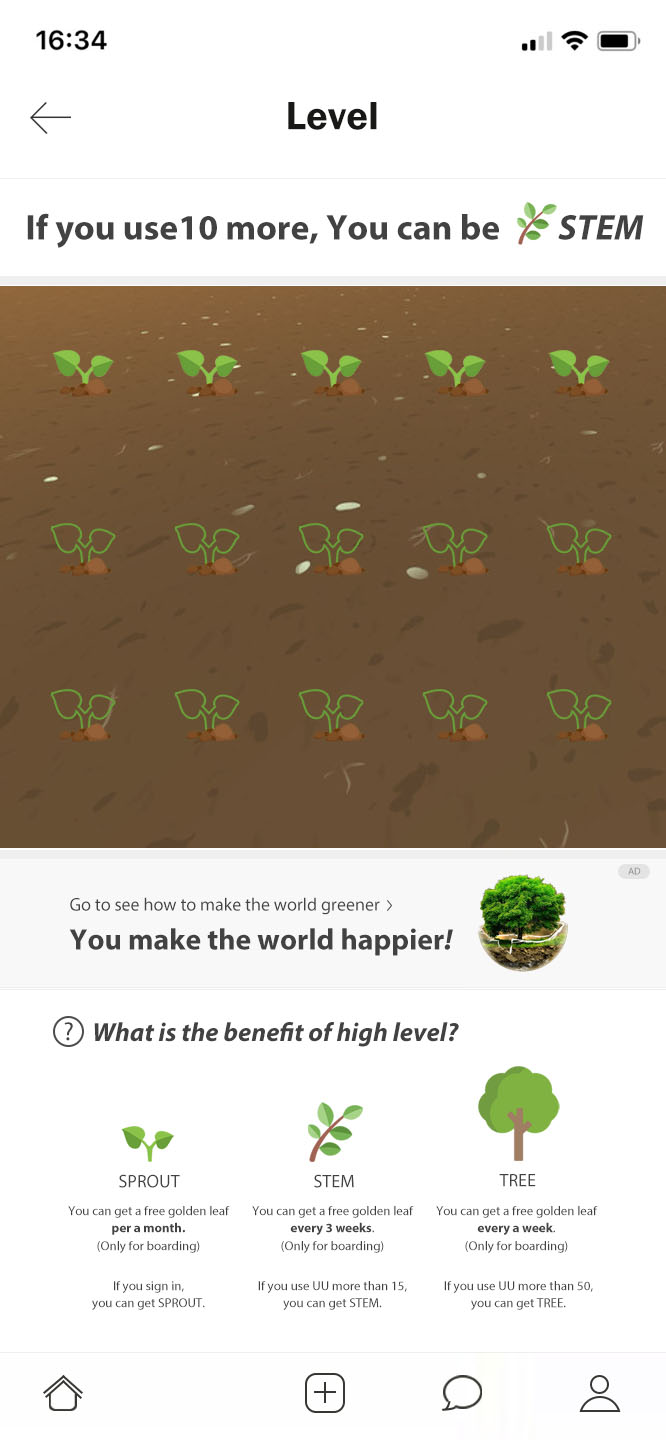 16:34
Level
If you use10 more, You can be STEM
AD
Go to see how to make the world greener >
You make the world happier!
? What is the benefit of high level?
SPROUT
You can get a free golden leaf
per a month.
(Only for boarding)
If you sign in,
you can get SPROUT.
STEM
You can get a free golden leaf
every 3 weeks.
(Only for boarding)
If you use UU more than 15,
you can get STEM.
TREE
You can get a free golden leaf
every a week.
(Only for boarding)
If you use UU more than 50,
you can get TREE.